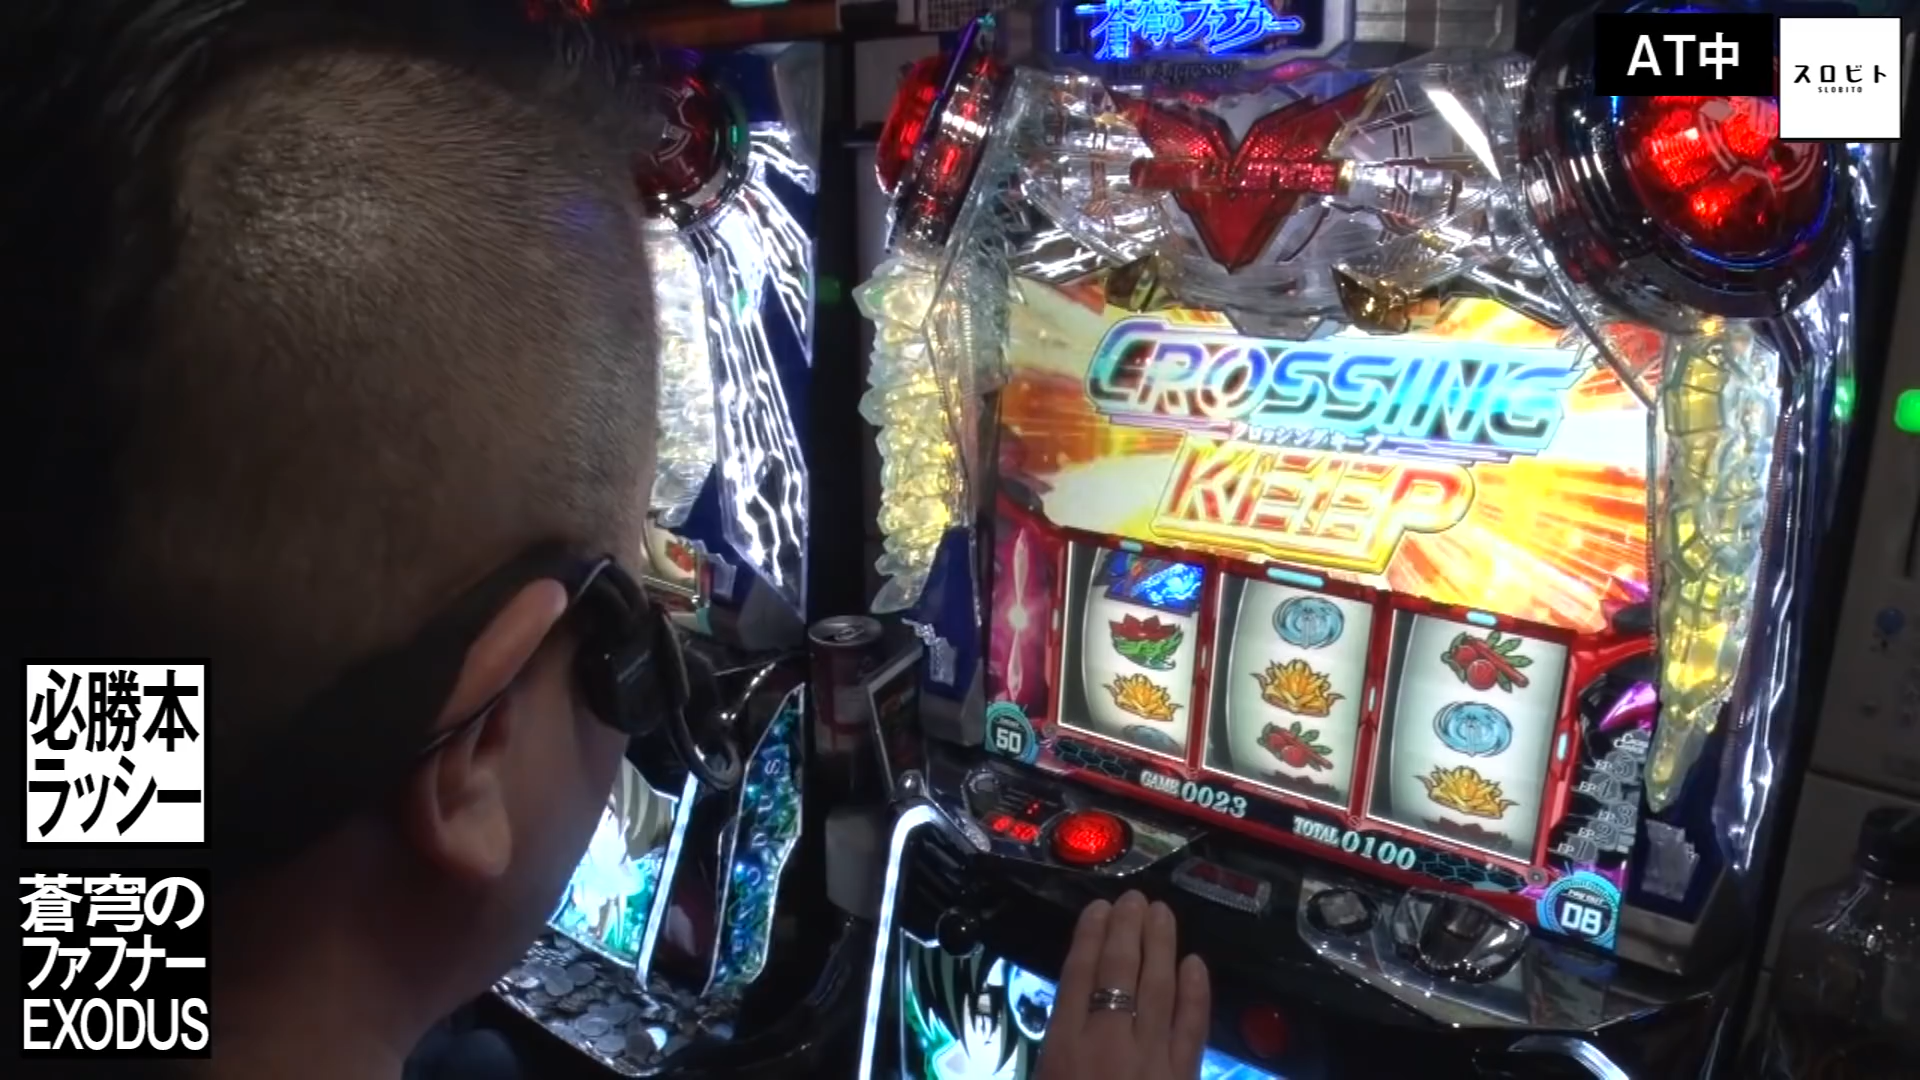 蒼穹のファフナー
AT中
スロビト
SLOBITO
CROSSING
クロッシング・キープ
KEEP
必勝本
ラッシー
50
GAME 0023
TOTAL 0100
08
蒼穹の
ファフナー
EXODUS